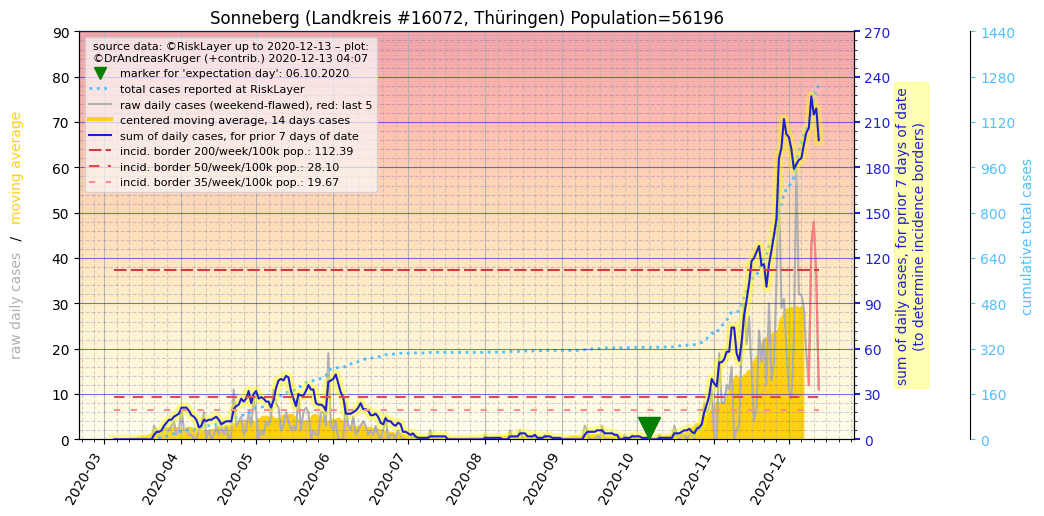 Sonneberg (Landkreis #16072, Thüringen) Population=56196
source data: ©RiskLayer up to 2020-12-13 – plot:
©DrAndreasKruger (+contrib.) 2020-12-13 04:07
marker for 'expectation day': 06.10.2020
total cases reported at RiskLayer
raw daily cases (weekend-flawed), red: last 5
centered moving average, 14 days cases
sum of daily cases, for prior 7 days of date
incid. border 200/week/100k pop.: 112.39
incid. border 50/week/100k pop.: 28.10
incid. border 35/week/100k pop.: 19.67
raw daily cases / moving average
90
80
70
60
50
40
30
20
10
0
2020-03
2020-04
2020-05
2020-06
2020-07
2020-08
2020-09
2020-10
2020-11
2020-12
270
240
210
180
150
120
90
60
30
0
sum of daily cases, for prior 7 days of date
(to determine incidence borders)
1440
1280
1120
960
800
640
480
320
160
0
cumulative total cases